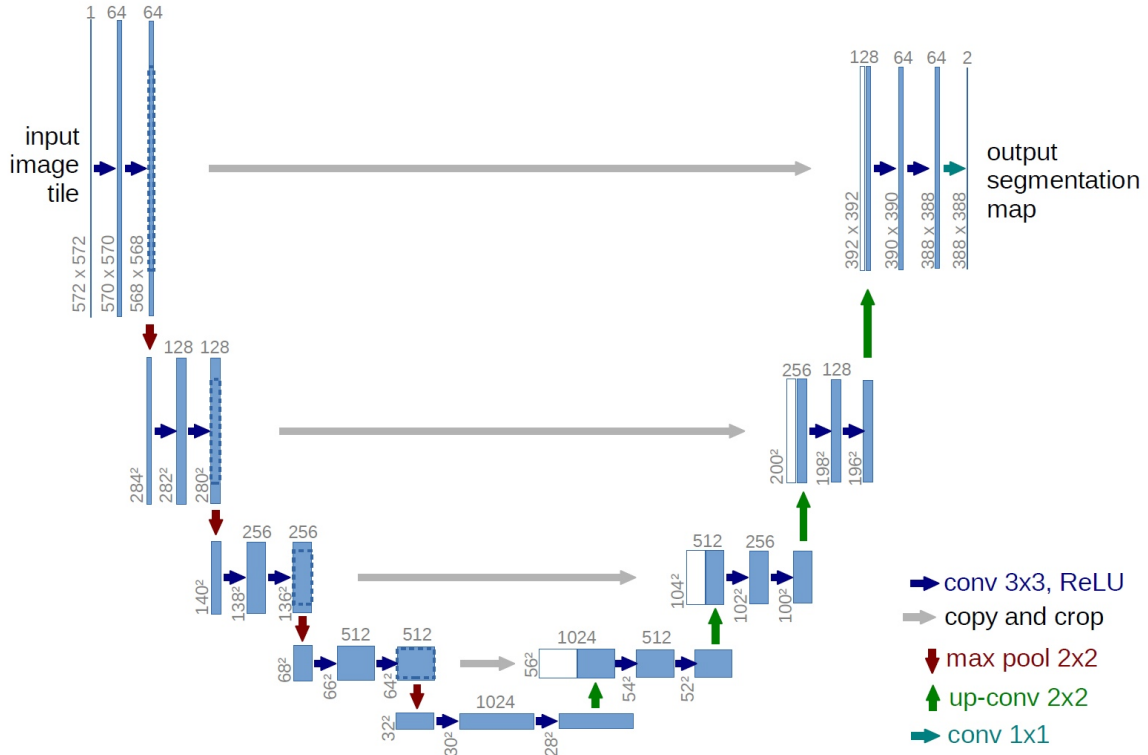 1 64 64
128 64 64 2
input
image
tile
output
segmentation
map
572 x 572
570 x 570
568 x 568
392 x 392
390 x 390
388 x 388
388 x 388
128 128
256 128
284²
282²
280²
200²
198²
196²
256 256
512 256
140²
138²
136²
104²
102²
100²
512 512
1024 512
68²
66²
64²
56²
54²
52²
1024
32²
30²
28²
conv 3x3, ReLU
copy and crop
max pool 2x2
up-conv 2x2
conv 1x1